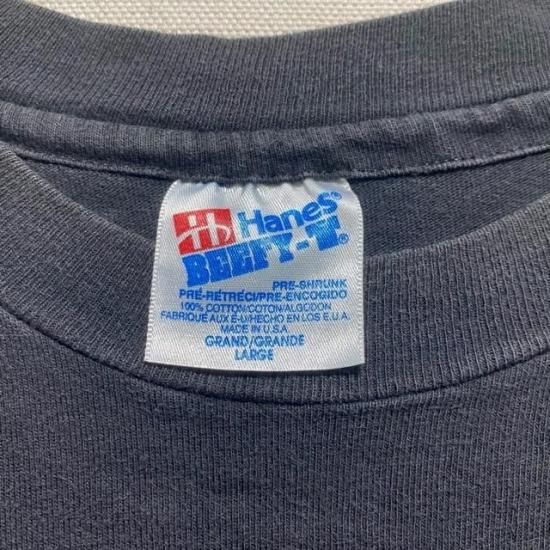 Hanes®
BEEFY-T®
PRE-SHRUNK
PRÉ-RÉTRÉCI/PRE-ENCOGIDO
100% COTTON/COTON/ALGODON
FABRIQUÉ AUX É-U/HECHO EN LOS E.U.A.
MADE IN U.S.A.
GRAND/GRANDE
LARGE